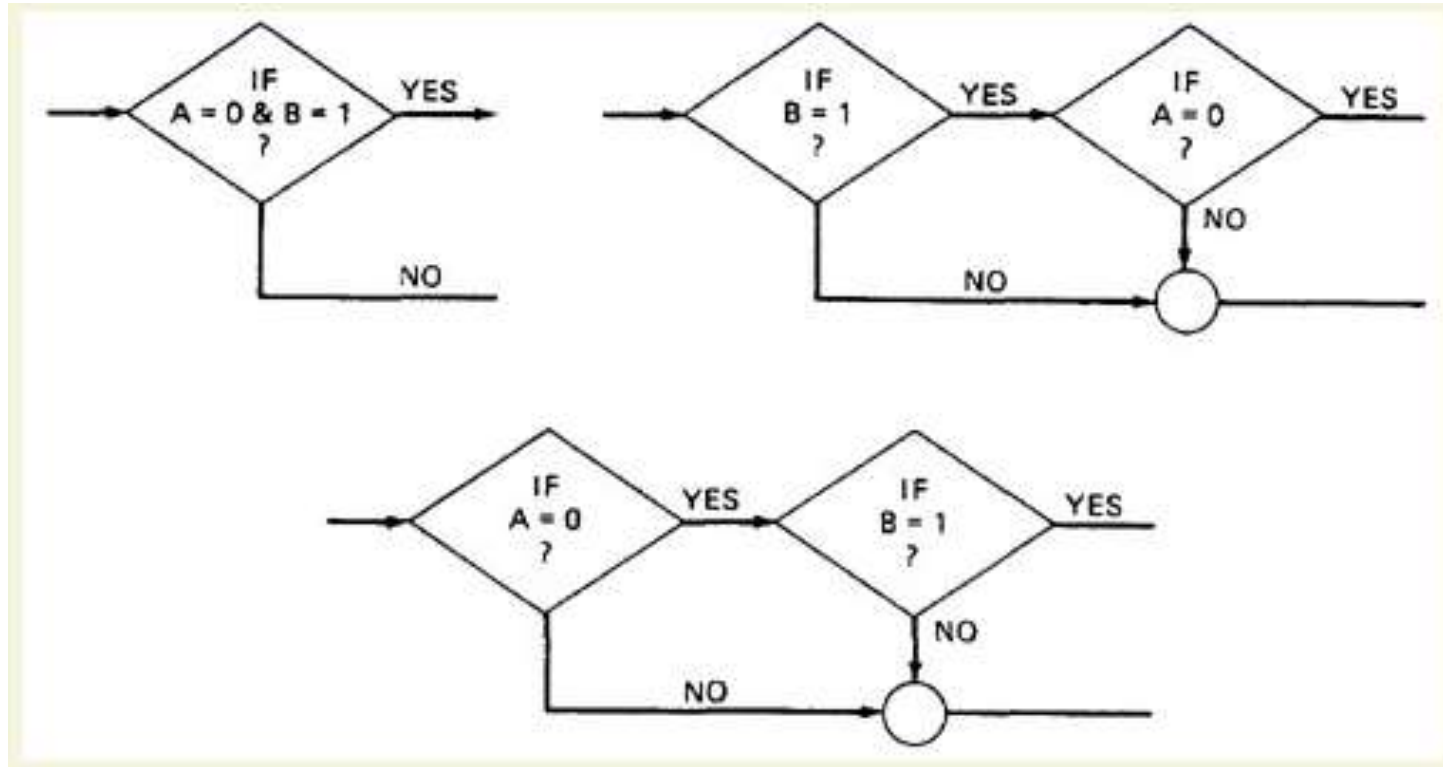 IF
A = 0 & B = 1
?
YES
NO
IF
B = 1
?
YES
IF
A = 0
?
YES
NO
NO
IF
A = 0
?
YES
IF
B = 1
?
YES
NO
NO